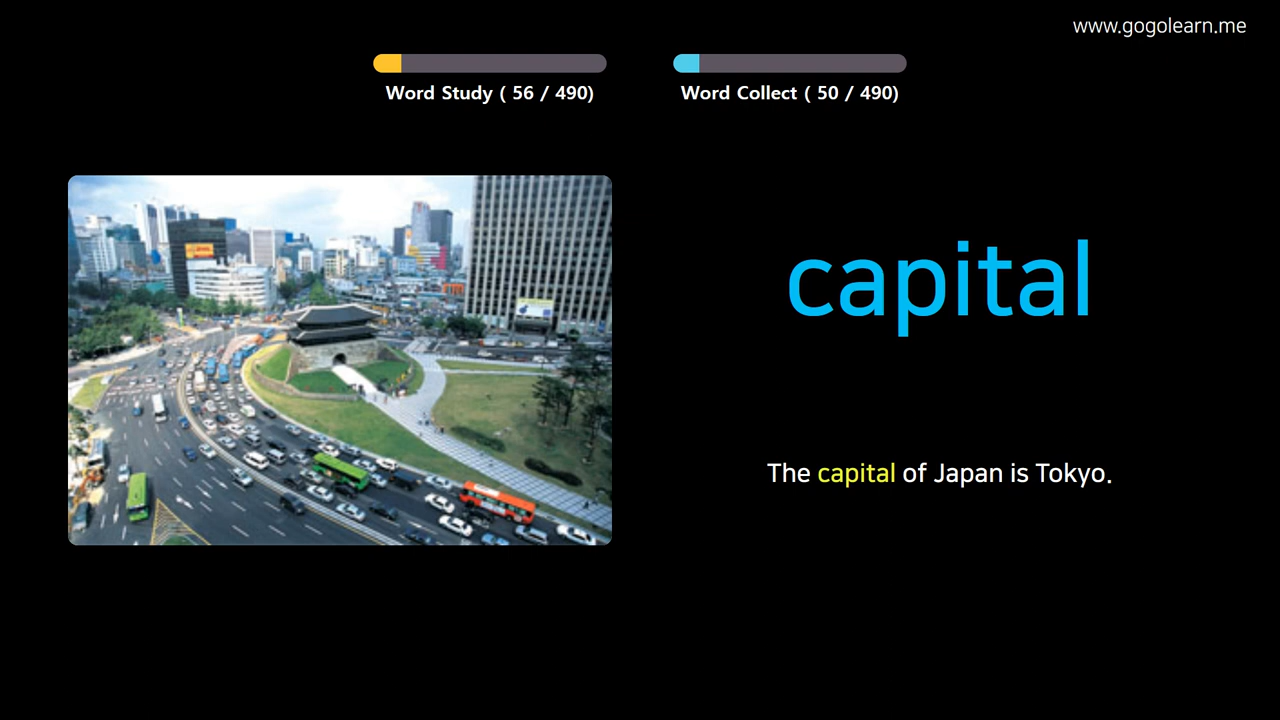 www.gogolearn.me
Word Study ( 56 / 490)
Word Collect ( 50 / 490)
capital
The capital of Japan is Tokyo.